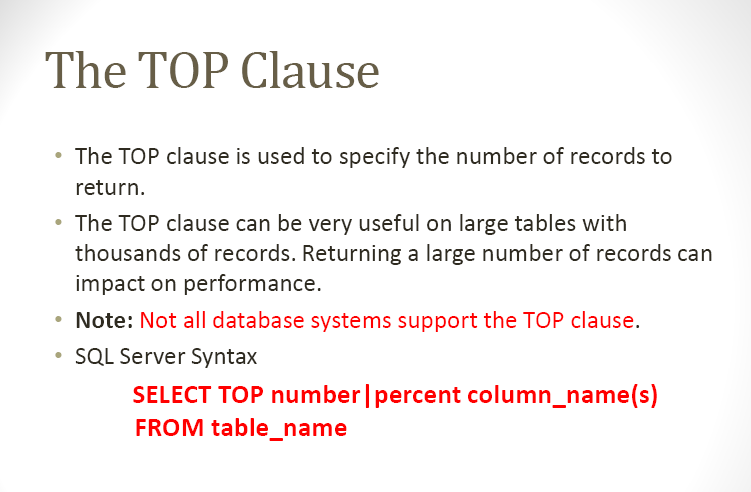 The TOP Clause
• The TOP clause is used to specify the number of records to
return.
• The TOP clause can be very useful on large tables with
thousands of records. Returning a large number of records can
impact on performance.
• Note: Not all database systems support the TOP clause.
• SQL Server Syntax
SELECT TOP number|percent column_name(s)
FROM table_name